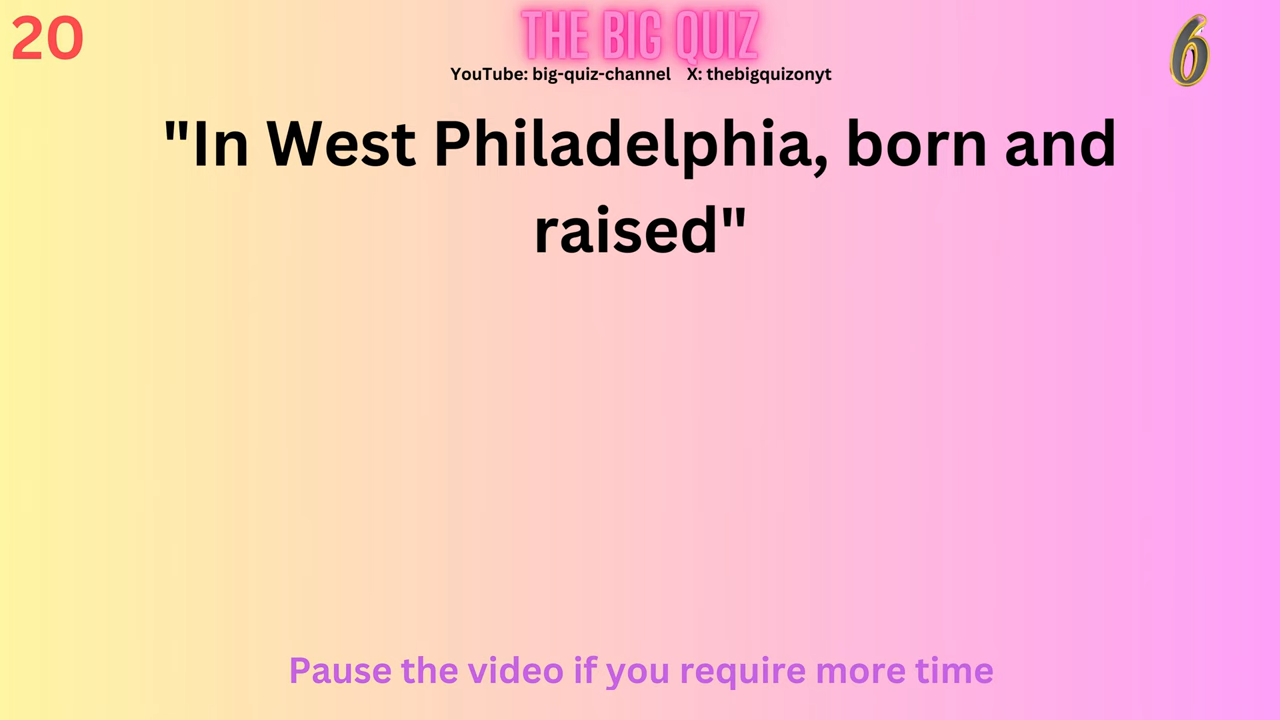 20
THE BIG QUIZ
6
YouTube: big-quiz-channel X: thebigquizonyt
"In West Philadelphia, born and
raised"
Pause the video if you require more time